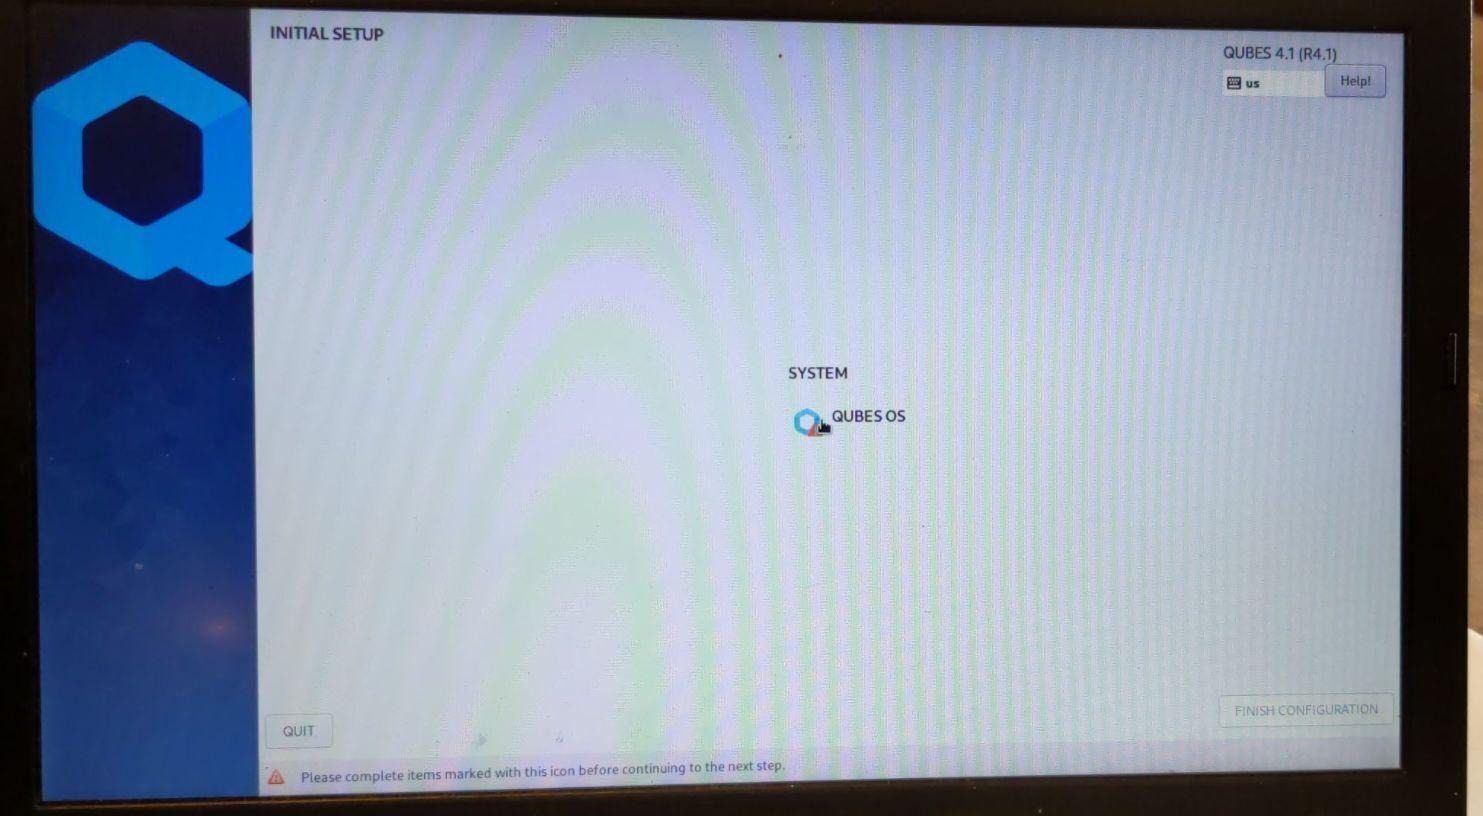 INITIAL SETUP
QUBES 4.1 (R4.1)
us
Help!
SYSTEM
QUBES OS
QUIT
FINISH CONFIGURATION
Please complete items marked with this icon before continuing to the next step.